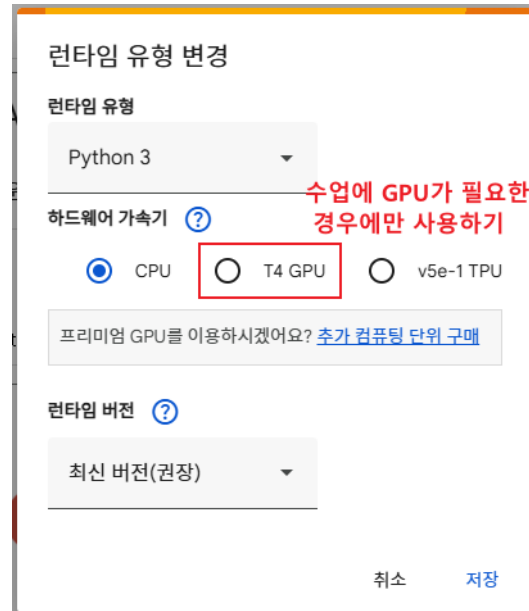 런타임 유형 변경
런타임 유형
Python 3
수업에 GPU가 필요한
경우에만 사용하기
하드웨어 가속기
CPU
T4 GPU
v5e-1 TPU
프리미엄 GPU를 이용하시겠어요? 추가 컴퓨팅 단위 구매
런타임 버전
최신 버전(권장)
취소
저장